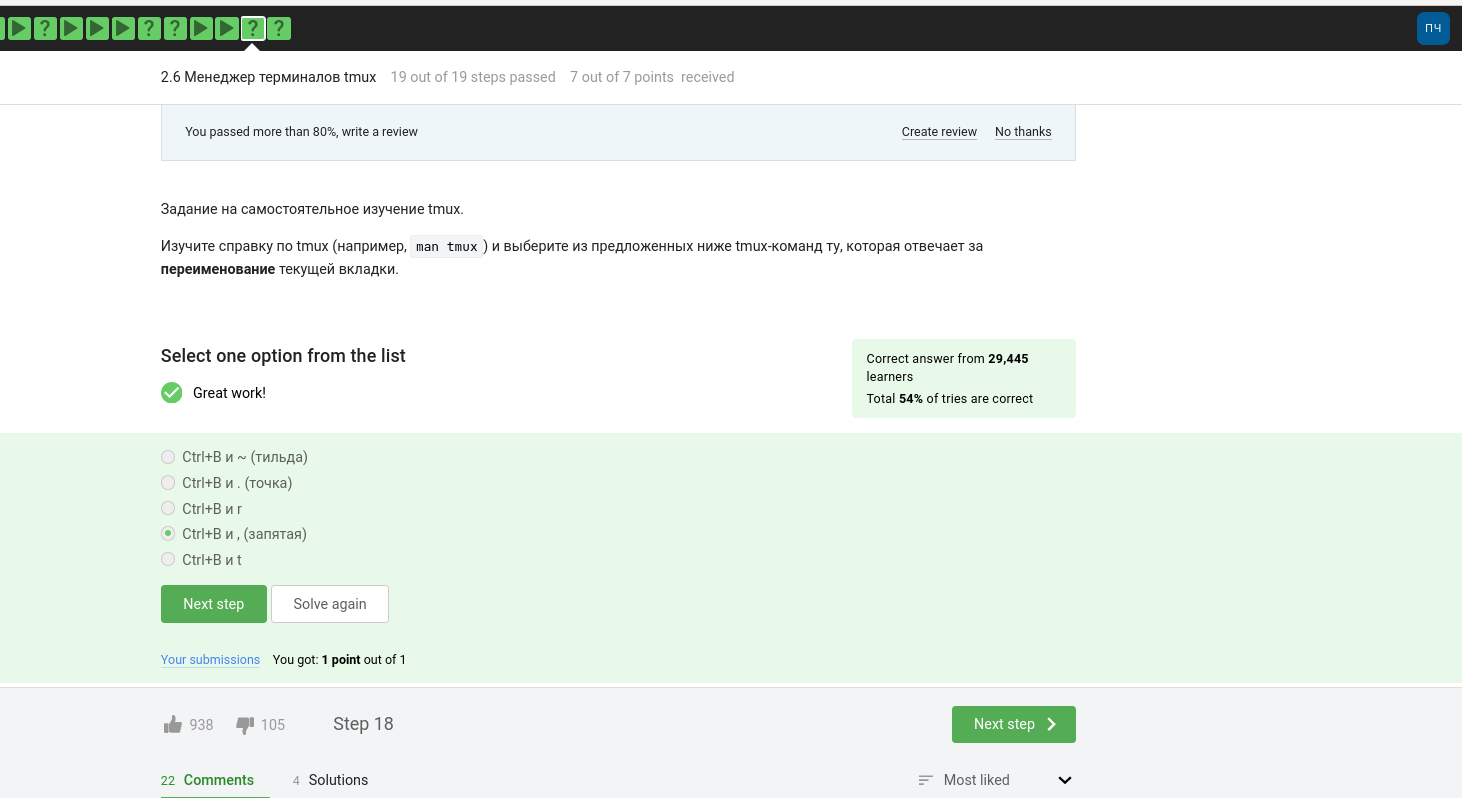 ? ? ? ? ?
ПЧ
2.6 Менеджер терминалов tmux 19 out of 19 steps passed 7 out of 7 points received
You passed more than 80%, write a review Create review No thanks
Задание на самостоятельное изучение tmux.
Изучите справку по tmux (например, man tmux ) и выберите из предложенных ниже tmux-команд ту, которая отвечает за
переименование текущей вкладки.
Select one option from the list
Great work!
Correct answer from 29,445
learners
Total 54% of tries are correct
Ctrl+B и ~ (тильда)
Ctrl+B и . (точка)
Ctrl+B и r
Ctrl+B и , (запятая)
Ctrl+B и t
Next step Solve again
Your submissions You got: 1 point out of 1
938 105 Step 18 Next step
22 Comments 4 Solutions Most liked